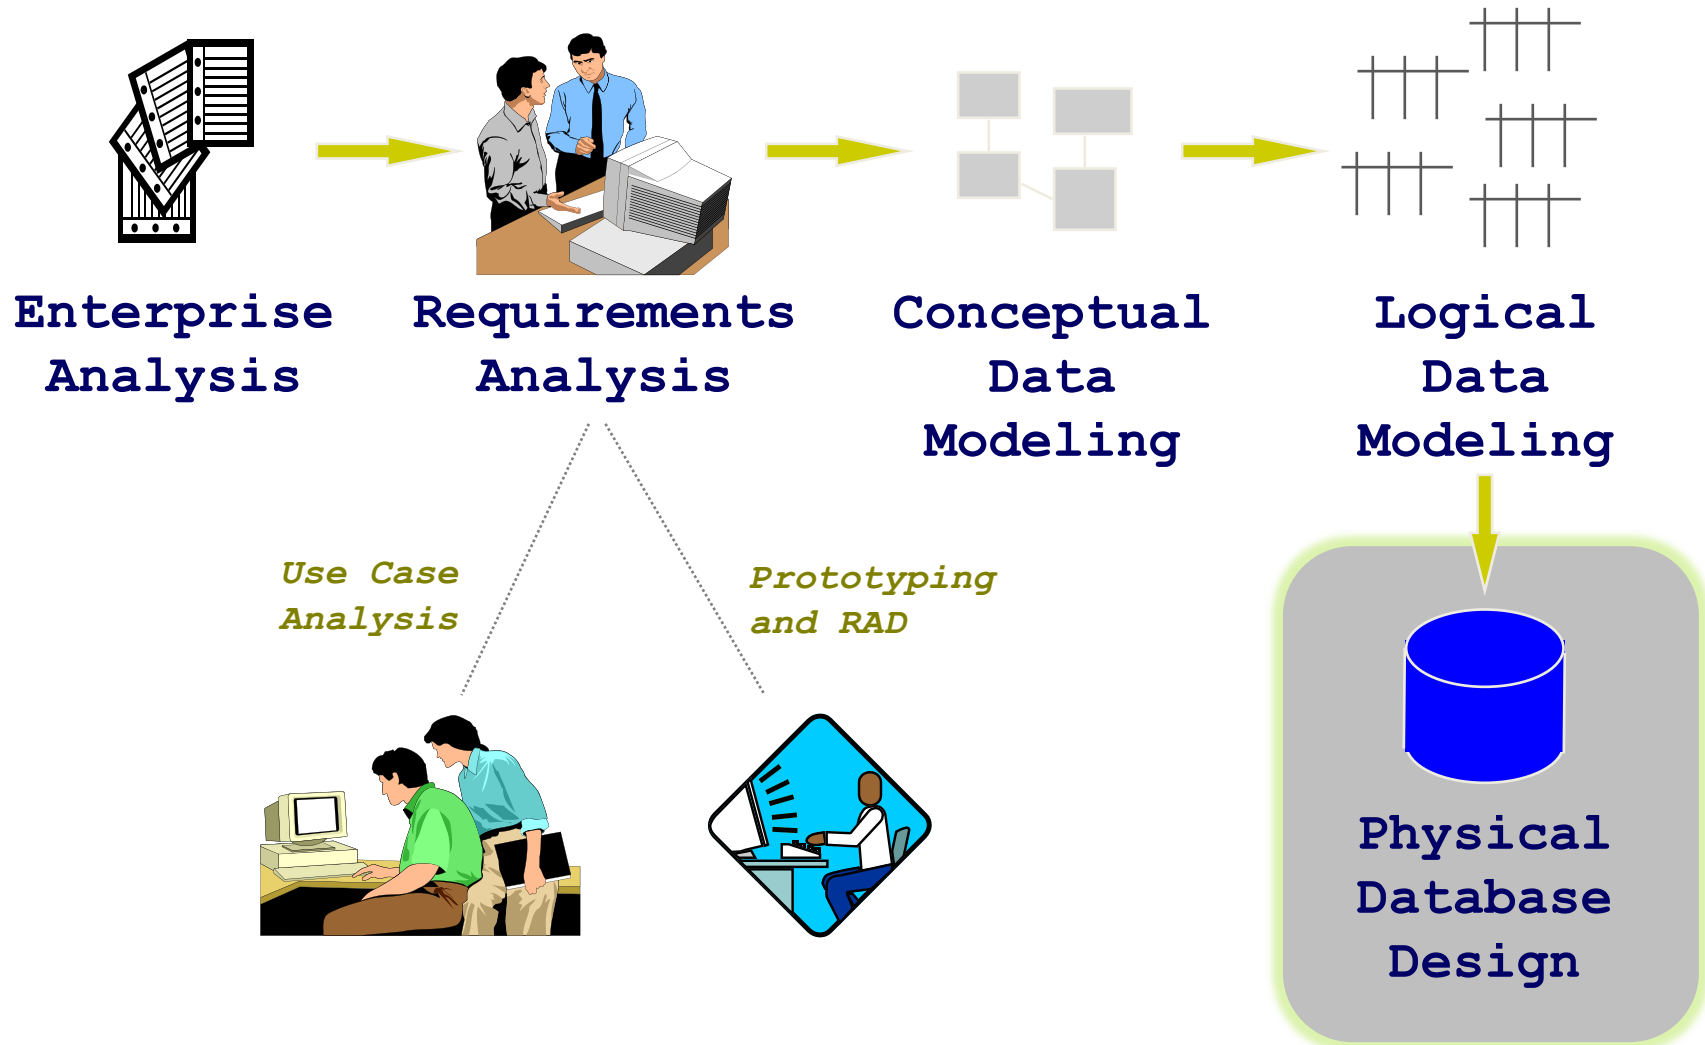 Enterprise
Analysis
Requirements
Analysis
Conceptual
Data
Modeling
Logical
Data
Modeling
Use Case
Analysis
Prototyping
and RAD
Physical
Database
Design